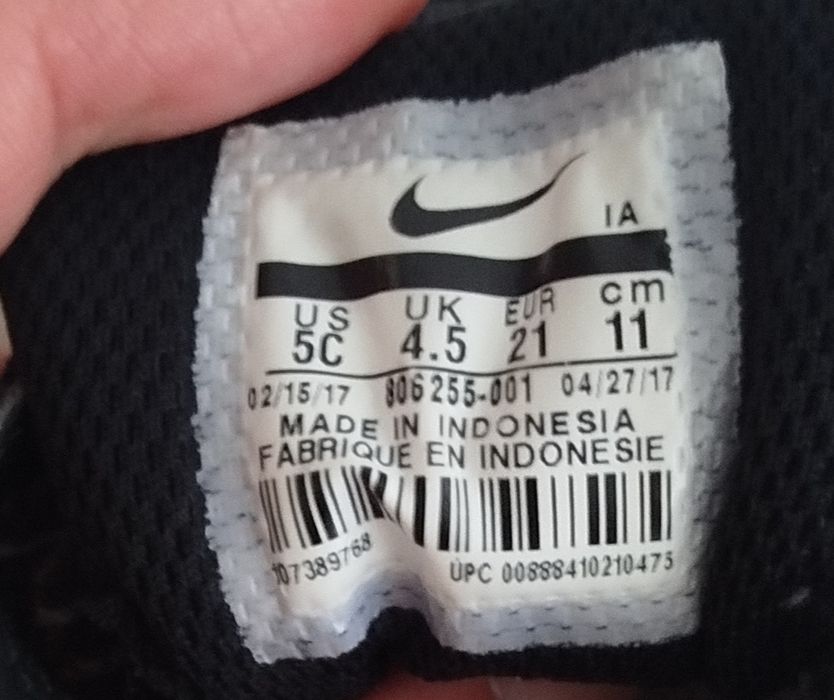 IA
US UK EUR cm
5C 4.5 21 11
02/15/17 806255-001 04/27/17
MADE IN INDONESIA
FABRIQUE EN INDONESIE
107389768 UPC 00888410210475